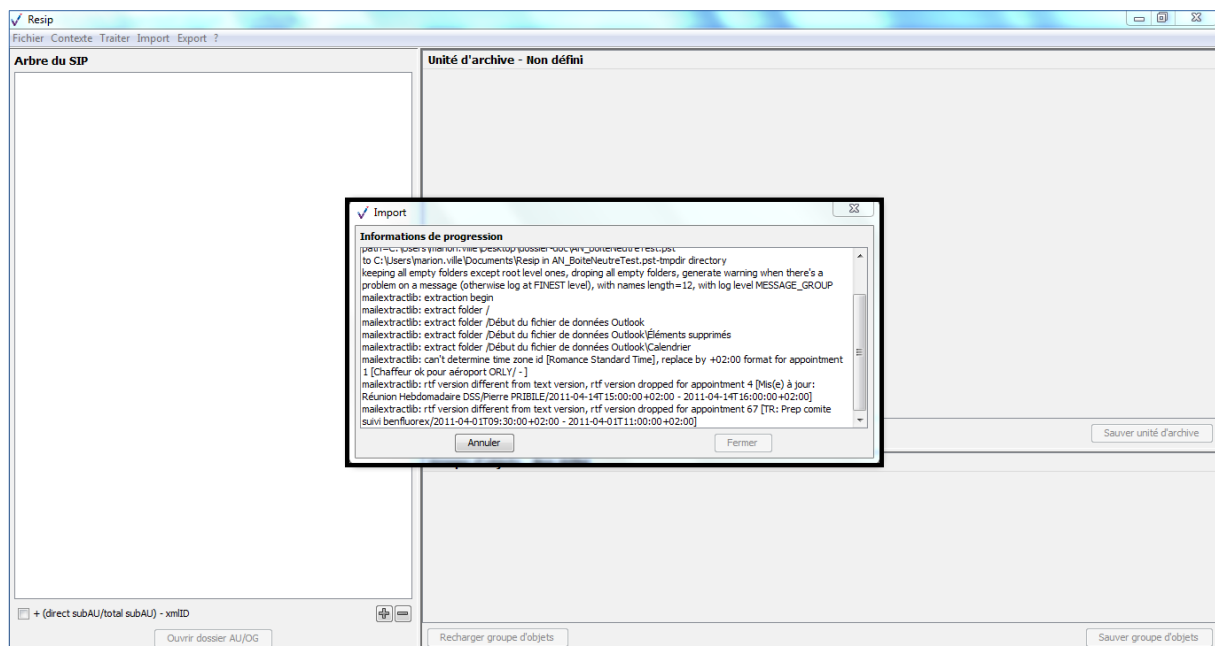 Resip
Fichier Contexte Traiter Import Export ?
Arbre du SIP
Unité d'archive - Non défini
Import
Informations de progression
to C:\Users\marion.ville\Documents\Resip in AN_BoiteNeutreTest.pst-tmpdir directory
keeping all empty folders except root level ones, droping all empty folders, generate warning when there's a
problem on a message (otherwise log at FINEST level), with names length=12, with log level MESSAGE_GROUP
mailextractlib: extraction begin
mailextractlib: extract folder /
mailextractlib: extract folder /Début du fichier de données Outlook
mailextractlib: extract folder /Début du fichier de données Outlook\Éléments supprimés
mailextractlib: extract folder /Début du fichier de données Outlook\Calendrier
mailextractlib: can't determine time zone id [Romance Standard Time], replace by +02:00 format for appointment
1 [Chaffeur ok pour aéroport ORLY/ - ]
mailextractlib: rtf version different from text version, rtf version dropped for appointment 4 [Mis(e) à jour:
Réunion Hebdomadaire DSS/Pierre PRIBILE/2011-04-14T15:00:00+02:00 - 2011-04-14T16:00:00+02:00]
mailextractlib: rtf version different from text version, rtf version dropped for appointment 67 [TR: Prep comite
suivi benfluorex/2011-04-01T09:30:00+02:00 - 2011-04-01T11:00:00+02:00]
Annuler
Fermer
Sauver unité d'archive
+ (direct subAU/total subAU) - xmlID
Ouvrir dossier AU/OG
Recharger groupe d'objets
Sauver groupe d'objets